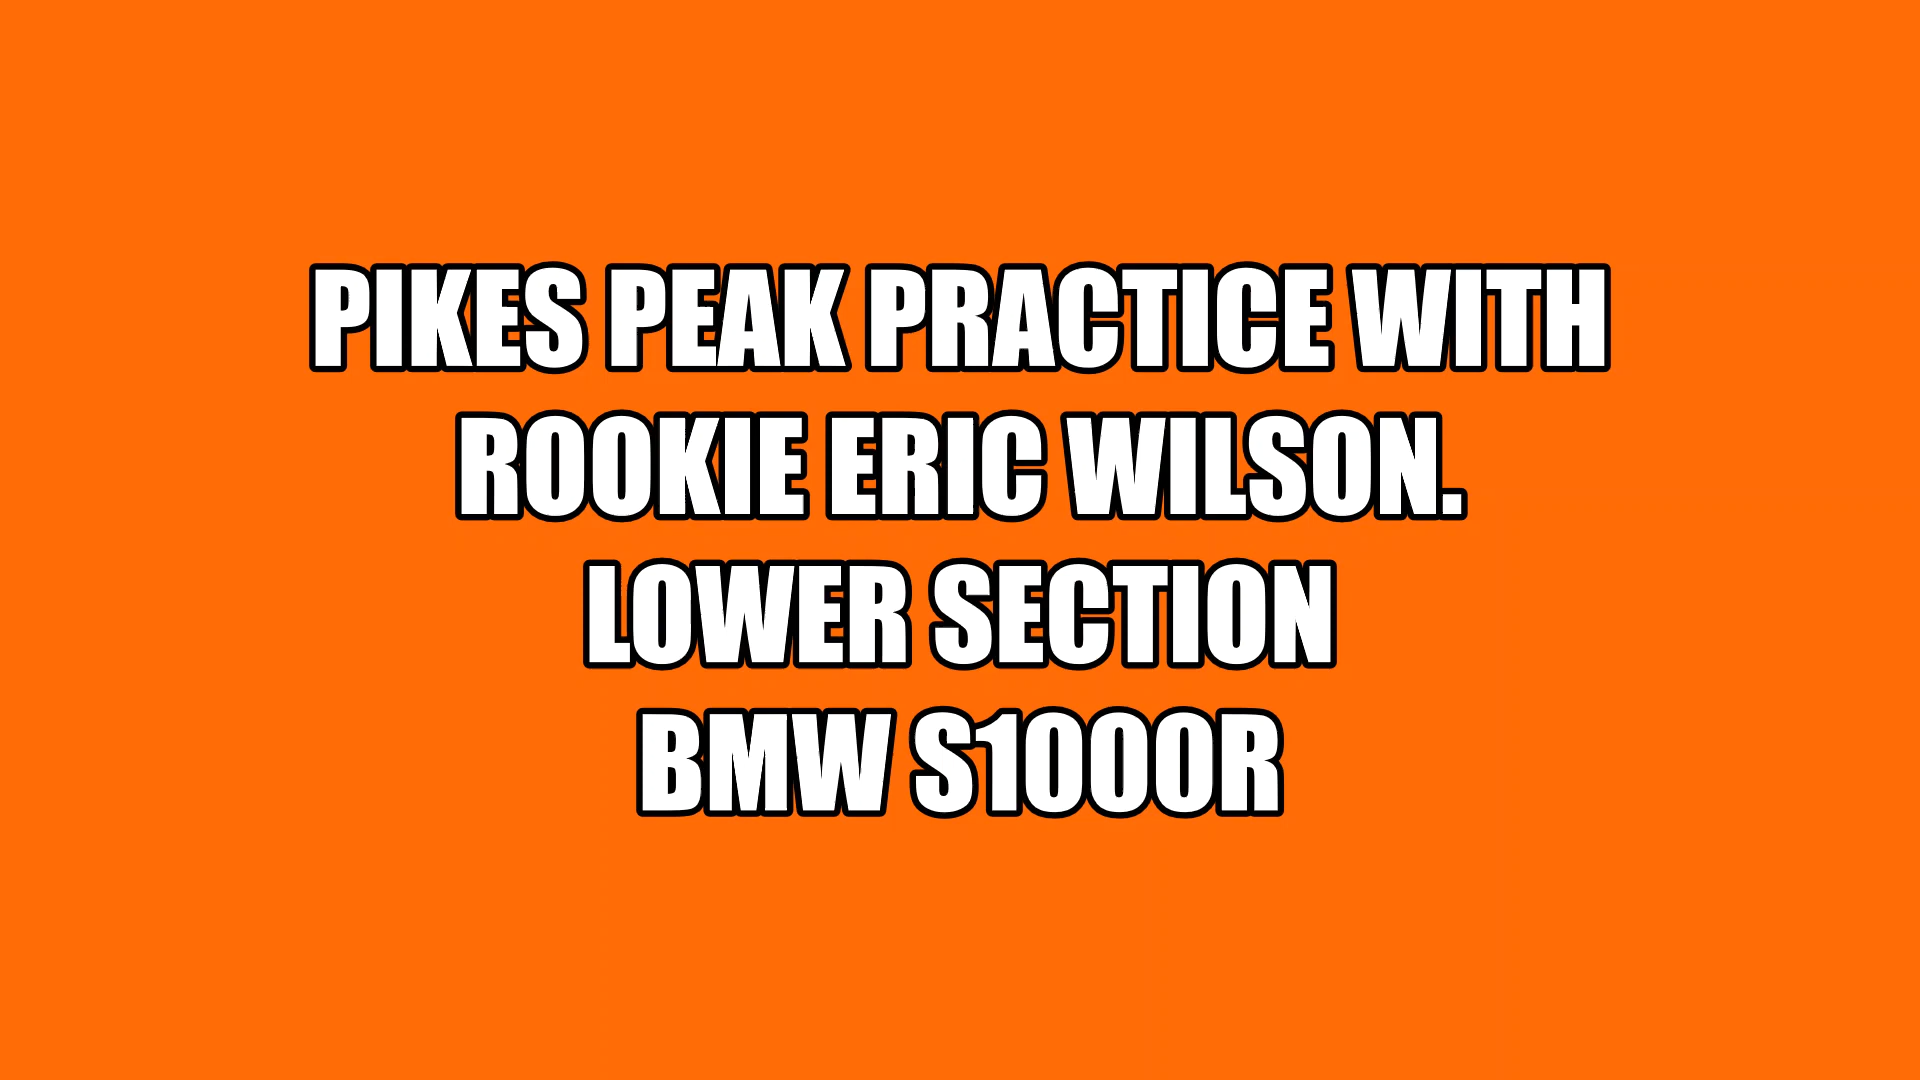 PIKES PEAK PRACTICE WITH
ROOKIE ERIC WILSON.
LOWER SECTION
BMW S1000R